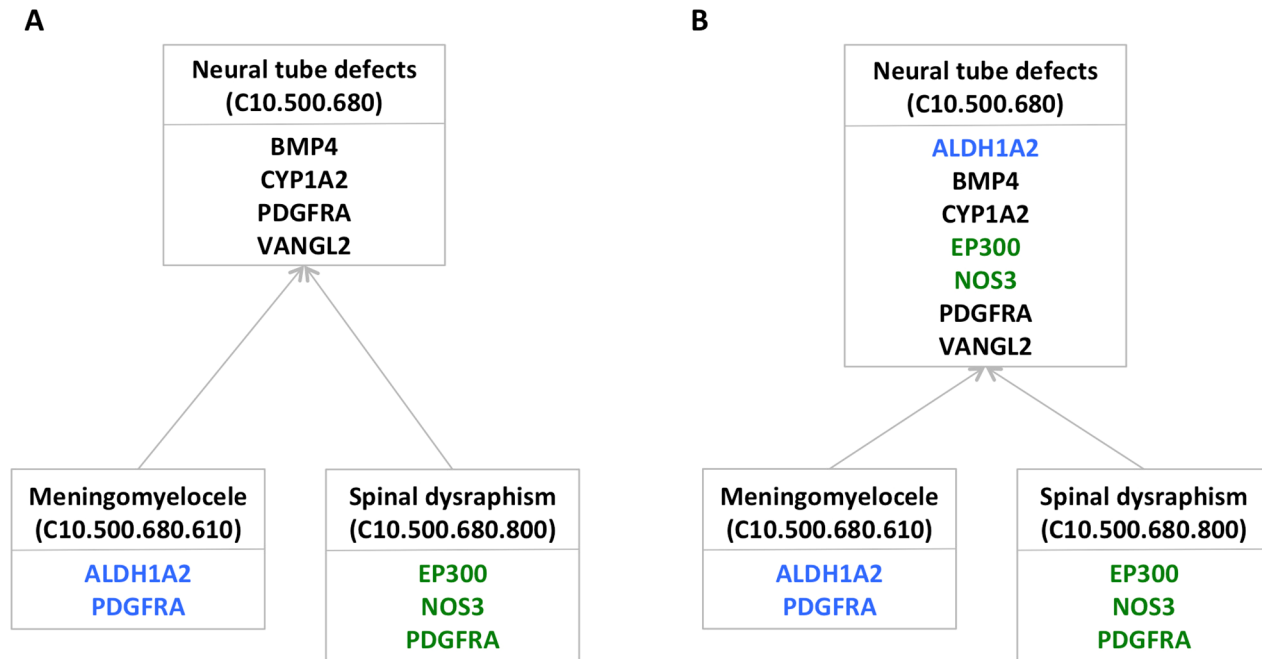 A
Neural tube defects
(C10.500.680)
BMP4
CYP1A2
PDGFRA
VANGL2
Meningomyelocele
(C10.500.680.610)
ALDH1A2
PDGFRA
Spinal dysraphism
(C10.500.680.800)
EP300
NOS3
PDGFRA
B
Neural tube defects
(C10.500.680)
ALDH1A2
BMP4
CYP1A2
EP300
NOS3
PDGFRA
VANGL2
Meningomyelocele
(C10.500.680.610)
ALDH1A2
PDGFRA
Spinal dysraphism
(C10.500.680.800)
EP300
NOS3
PDGFRA